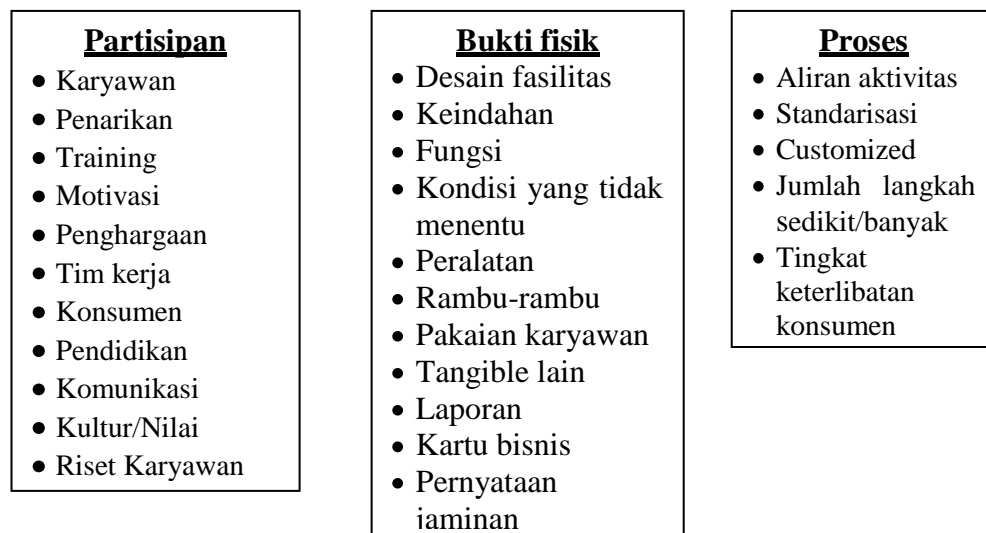 Partisipan
• Karyawan
• Penarikan
• Training
• Motivasi
• Penghargaan
• Tim kerja
• Konsumen
• Pendidikan
• Komunikasi
• Kultur/Nilai
• Riset Karyawan
Bukti fisik
• Desain fasilitas
• Keindahan
• Fungsi
• Kondisi yang tidak
menentu
• Peralatan
• Rambu-rambu
• Pakaian karyawan
• Tangible lain
• Laporan
• Kartu bisnis
• Pernyataan
jaminan
Proses
• Aliran aktivitas
• Standarisasi
• Customized
• Jumlah langkah
sedikit/banyak
• Tingkat
keterlibatan
konsumen